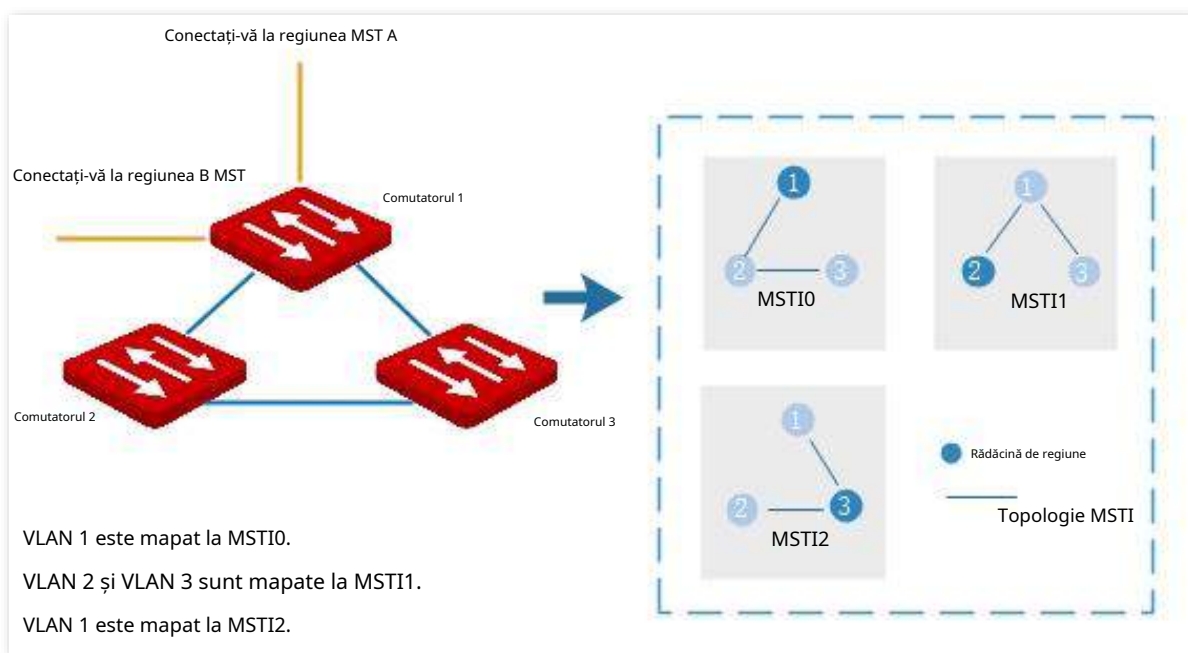 Conectați-vă la regiunea MST A
Conectați-vă la regiunea B MST
Comutatorul 1
Comutatorul 2
Comutatorul 3
1
2
3
MSTI0
1
2
3
MSTI1
1
2
3
MSTI2
Rădăcină de regiune
Topologie MSTI
VLAN 1 este mapat la MSTI0.
VLAN 2 și VLAN 3 sunt mapate la MSTI1.
VLAN 1 este mapat la MSTI2.